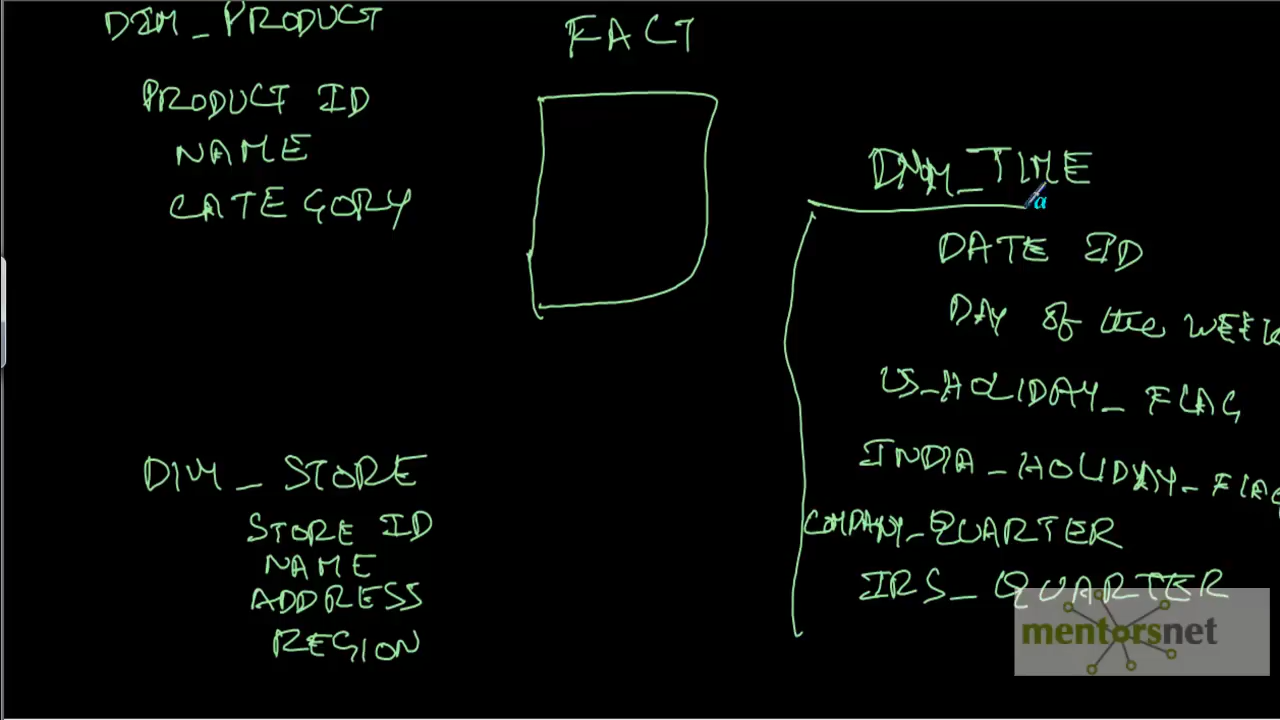 DIM_PRODUCT
PRODUCT ID
NAME
CATEGORY
FACT
DIM_TIME
a
DATE ID
DAY of the WEEK
US_HOLIDAY_FLAG
INDIA_HOLIDAY_FLAG
COMPANY_QUARTER
IRS_QUARTER
DIM_STORE
STORE ID
NAME
ADDRESS
REGION
mentorsnet